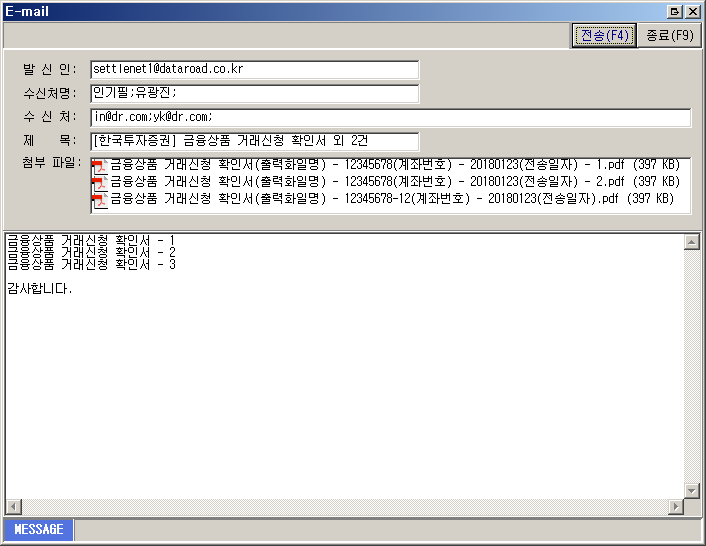 E-mail
전송(F4) 종료(F9)
발 신 인: settlenet1@dataroad.co.kr
수신처명: 인기필;유광진;
수 신 처: in@dr.com;yk@dr.com;
제 목: [한국투자증권] 금융상품 거래신청 확인서 외 2건
첨부 파일: 금융상품 거래신청 확인서(출력화일명) - 12345678(계좌번호) - 20180123(전송일자) - 1.pdf (397 KB)
금융상품 거래신청 확인서(출력화일명) - 12345678(계좌번호) - 20180123(전송일자) - 2.pdf (397 KB)
금융상품 거래신청 확인서(출력화일명) - 12345678-12(계좌번호) - 20180123(전송일자).pdf (397 KB)
금융상품 거래신청 확인서 - 1
금융상품 거래신청 확인서 - 2
금융상품 거래신청 확인서 - 3
감사합니다.
MESSAGE